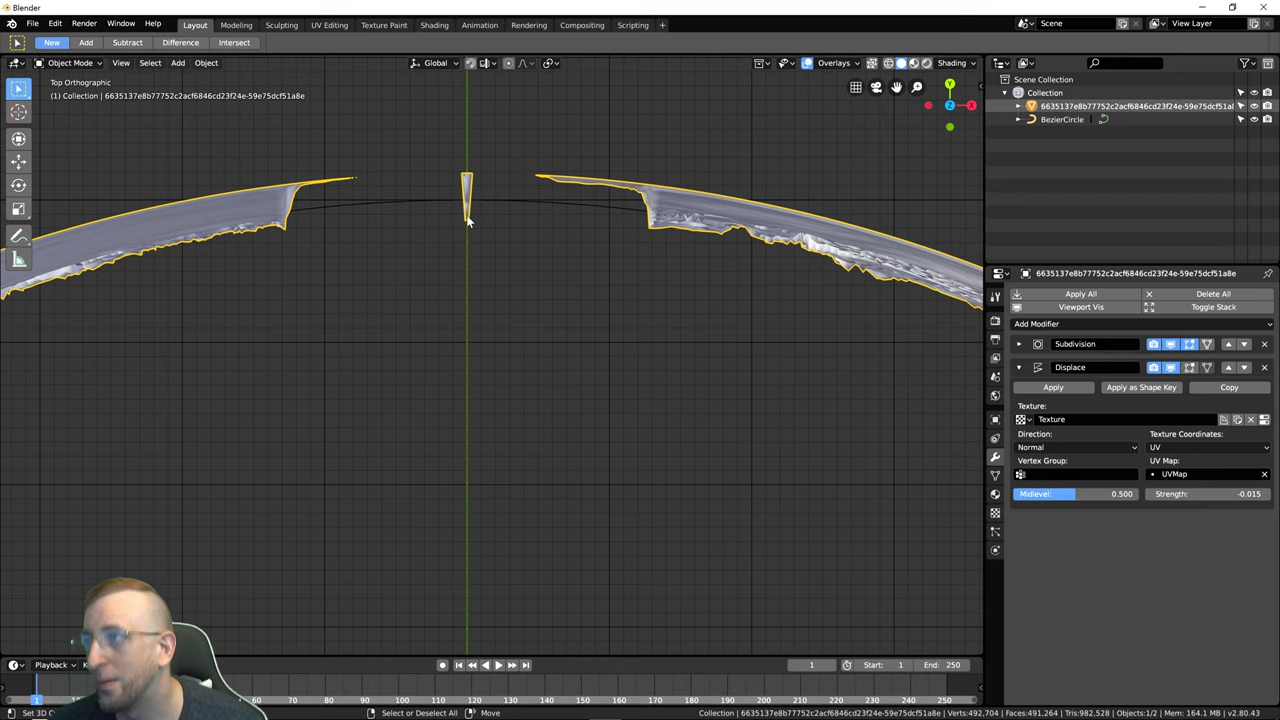 Blender
File Edit Render Window Help
Layout Modeling Sculpting UV Editing Texture Paint Shading Animation Rendering Compositing Scripting +
Scene
View Layer
New Add Subtract Difference Intersect
Object Mode View Select Add Object
Global
Overlays
Shading
Top Orthographic
(1) Collection | 6635137e8b77752c2acf6846cd23f24e-59e75dcf51a8e
Y
Z
X
Scene Collection
Collection
6635137e8b77752c2acf6846cd23f24e-59e75dcf51a8
BezierCircle
6635137e8b77752c2acf6846cd23f24e-59e75dcf51a8e
Apply All
Delete All
Viewport Vis
Toggle Stack
Add Modifier
Subdivision
Displace
Apply
Apply as Shape Key
Copy
Texture:
Texture
Direction:
Texture Coordinates:
Normal
UV
Vertex Group:
UV Map:
UVMap
Midlevel: 0.500
Strength: -0.015
Playback
1
Start: 1
End: 250
1
60 70 80 90 100 110 120 130 140 150 160 170 180 190 200 210 220 230 240 250
Set 3D
Select or Deselect All
Move
Collection | 6635137e8b77752c2acf6846cd23f24e-59e75dcf51a8e | Verts:492,704 | Faces:491,264 | Tris:982,528 | Objects:1/2 | Mem: 164.1 MB | v2.80.43